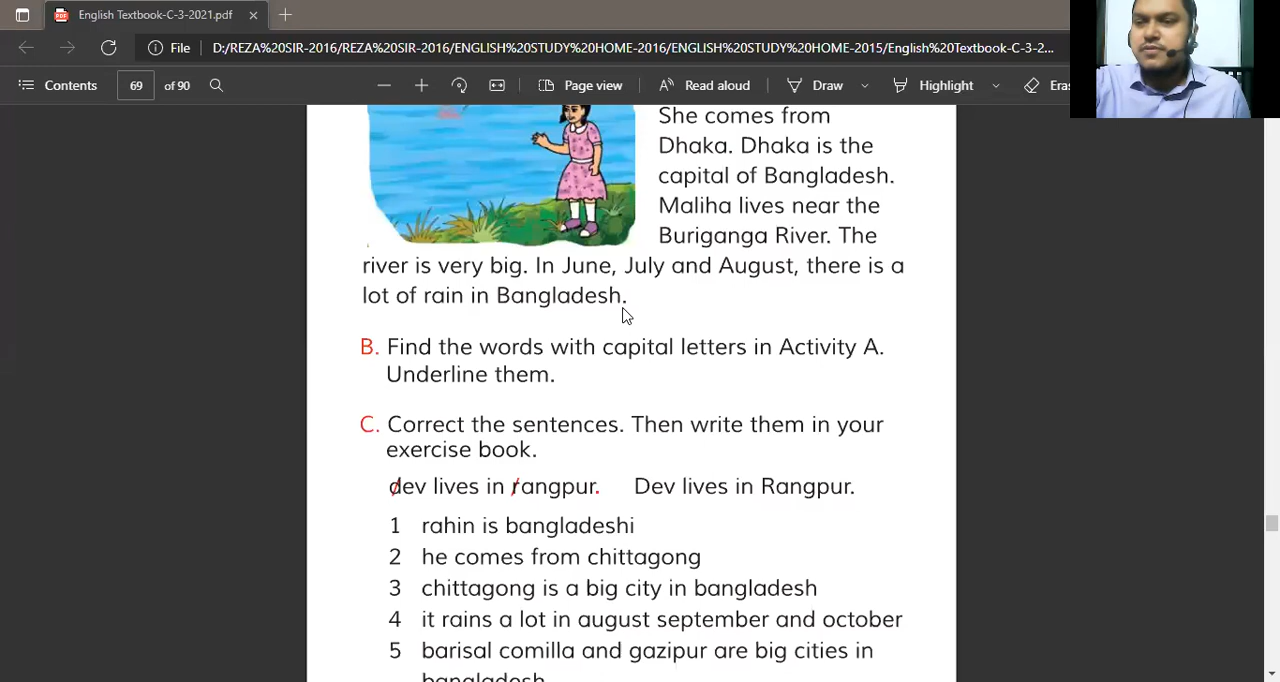 English Textbook-C-3-2021.pdf
File
D:/REZA%20SIR-2016/REZA%20SIR-2016/ENGLISH%20STUDY%20HOME-2016/ENGLISH%20STUDY%20HOME-2015/English%20Textbook-C-3-2...
Contents 69 of 90 Page view Read aloud Draw Highlight Eras
She comes from
Dhaka. Dhaka is the
capital of Bangladesh.
Maliha lives near the
Buriganga River. The
river is very big. In June, July and August, there is a
lot of rain in Bangladesh.
B. Find the words with capital letters in Activity A.
Underline them.
C. Correct the sentences. Then write them in your
exercise book.
dev lives in rangpur. Dev lives in Rangpur.
1 rahin is bangladeshi
2 he comes from chittagong
3 chittagong is a big city in bangladesh
4 it rains a lot in august september and october
5 barisal comilla and gazipur are big cities in
bangladesh